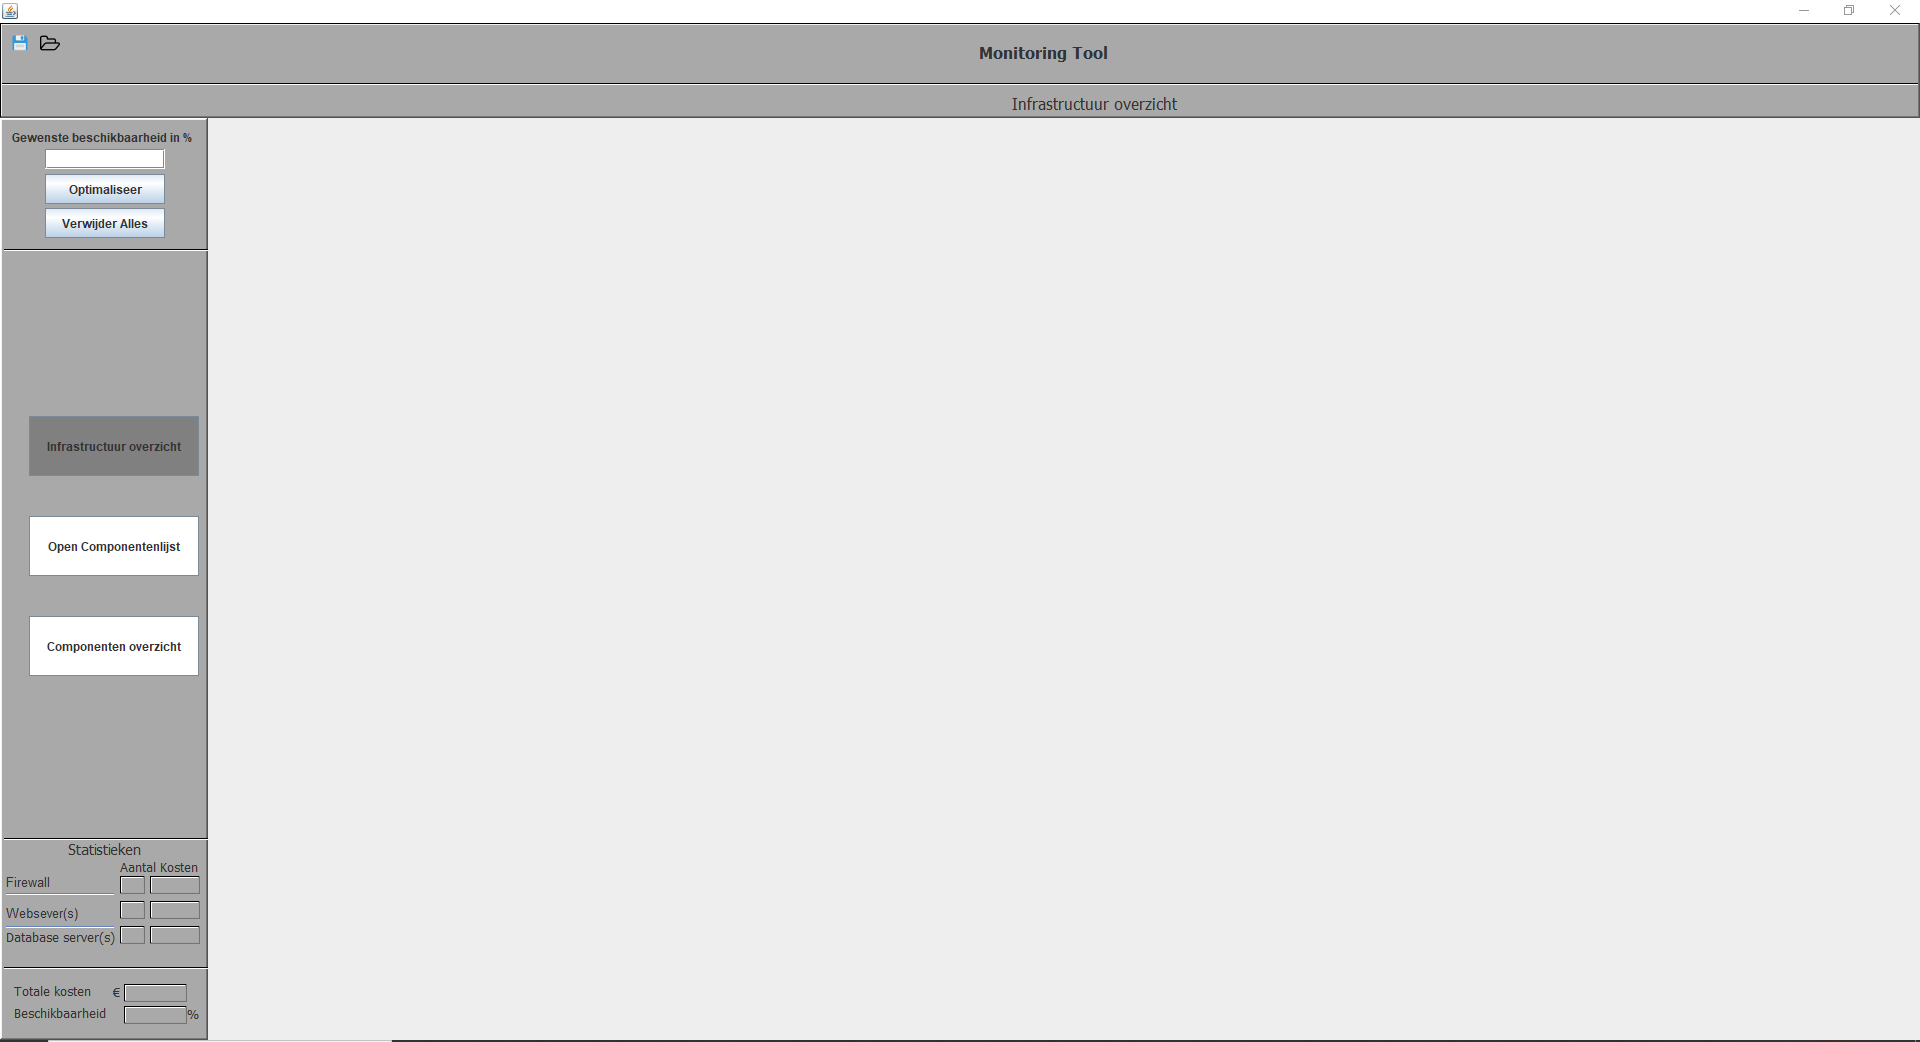 Monitoring Tool
Infrastructuur overzicht
Gewenste beschikbaarheid in %
Optimaliseer
Verwijder Alles
Infrastructuur overzicht
Open Componentenlijst
Componenten overzicht
Statistieken
Aantal Kosten
Firewall
Websever(s)
Database server(s)
Totale kosten €
Beschikbaarheid %